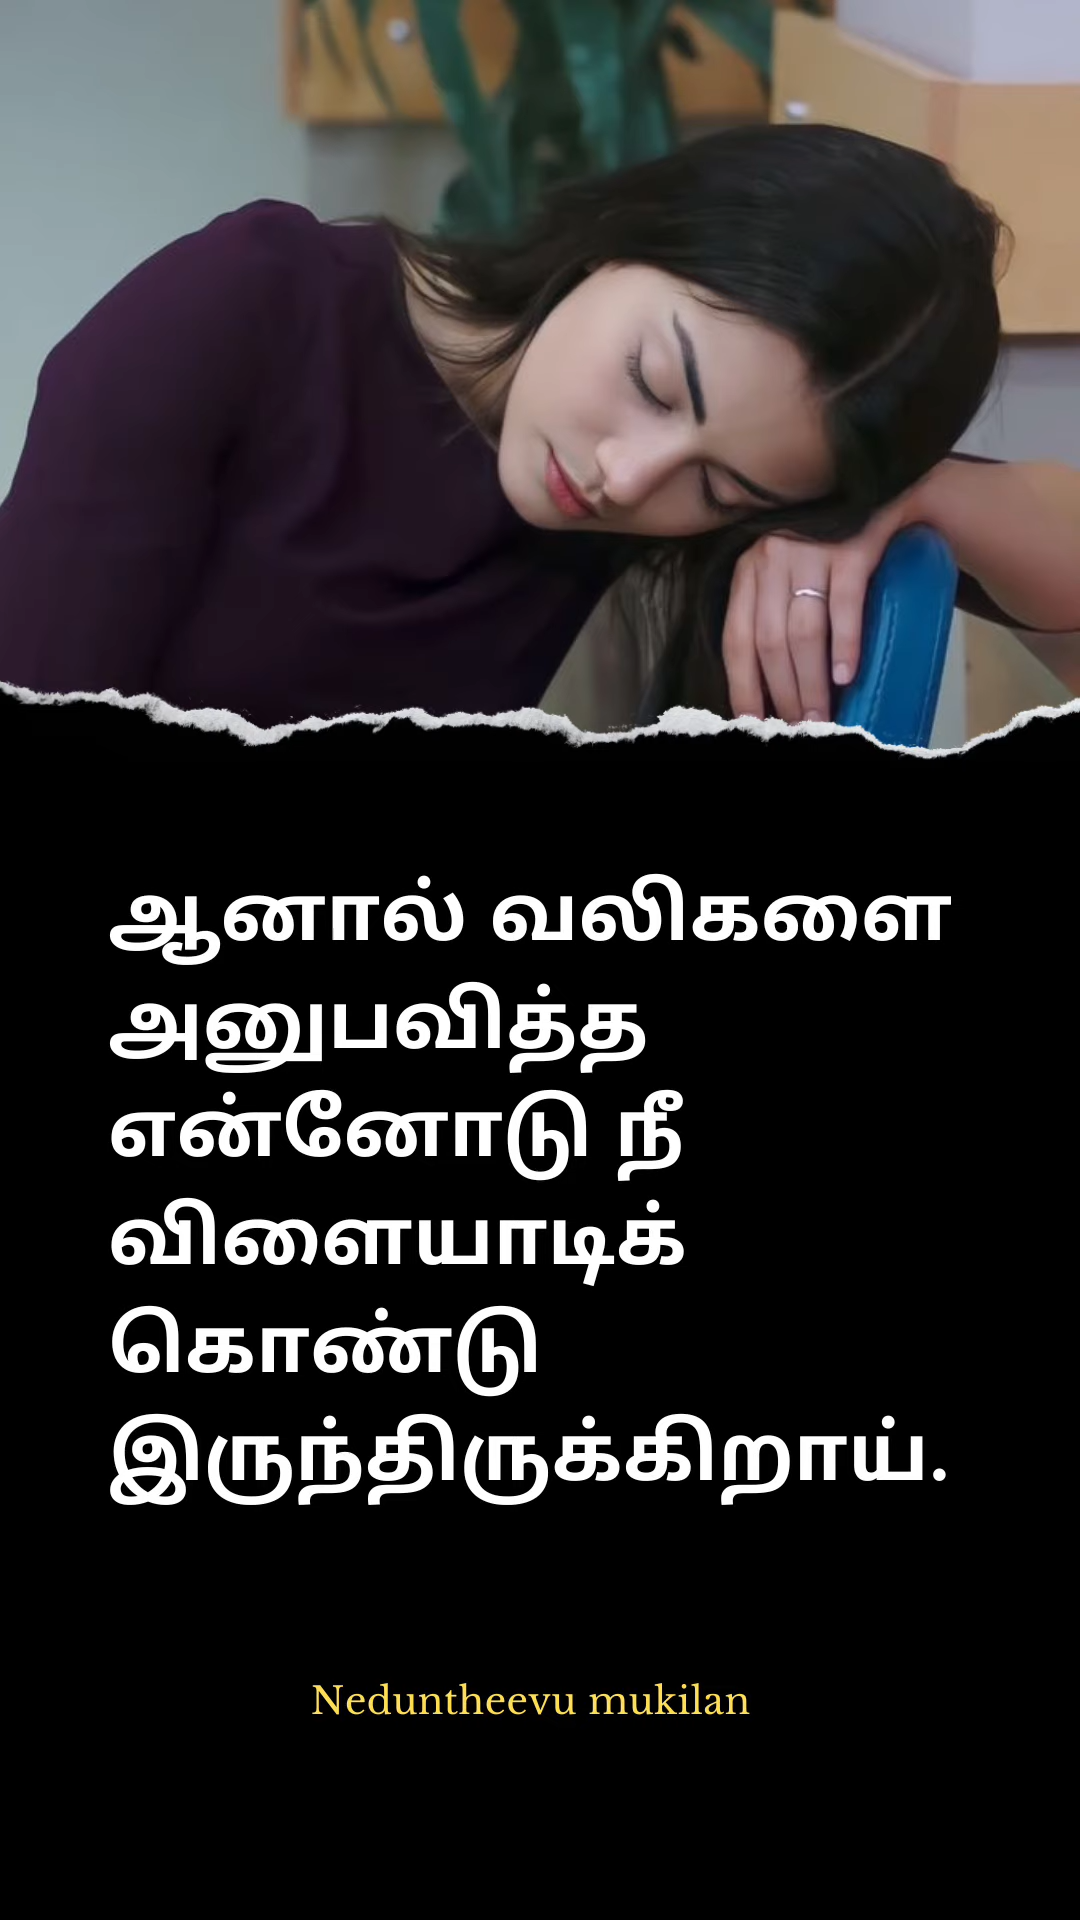 ஆனால் வலிகளை
அனுபவித்த
என்னோடு நீ
விளையாடிக்
கொண்டு
இருந்திருக்கிறாய்.
Neduntheevu mukilan